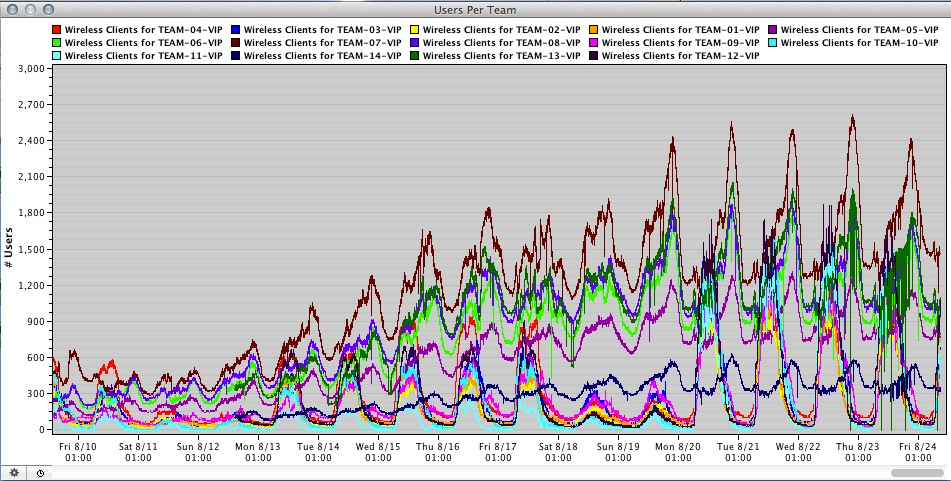 Users Per Team
Wireless Clients for TEAM-04-VIP Wireless Clients for TEAM-03-VIP Wireless Clients for TEAM-02-VIP Wireless Clients for TEAM-01-VIP Wireless Clients for TEAM-05-VIP
Wireless Clients for TEAM-06-VIP Wireless Clients for TEAM-07-VIP Wireless Clients for TEAM-08-VIP Wireless Clients for TEAM-09-VIP Wireless Clients for TEAM-10-VIP
Wireless Clients for TEAM-11-VIP Wireless Clients for TEAM-14-VIP Wireless Clients for TEAM-13-VIP Wireless Clients for TEAM-12-VIP
3,000
2,700
2,400
2,100
1,800
1,500
1,200
900
600
300
0
# Users
Fri 8/10 Sat 8/11 Sun 8/12 Mon 8/13 Tue 8/14 Wed 8/15 Thu 8/16 Fri 8/17 Sat 8/18 Sun 8/19 Mon 8/20 Tue 8/21 Wed 8/22 Thu 8/23 Fri 8/24
01:00 01:00 01:00 01:00 01:00 01:00 01:00 01:00 01:00 01:00 01:00 01:00 01:00 01:00 01:00